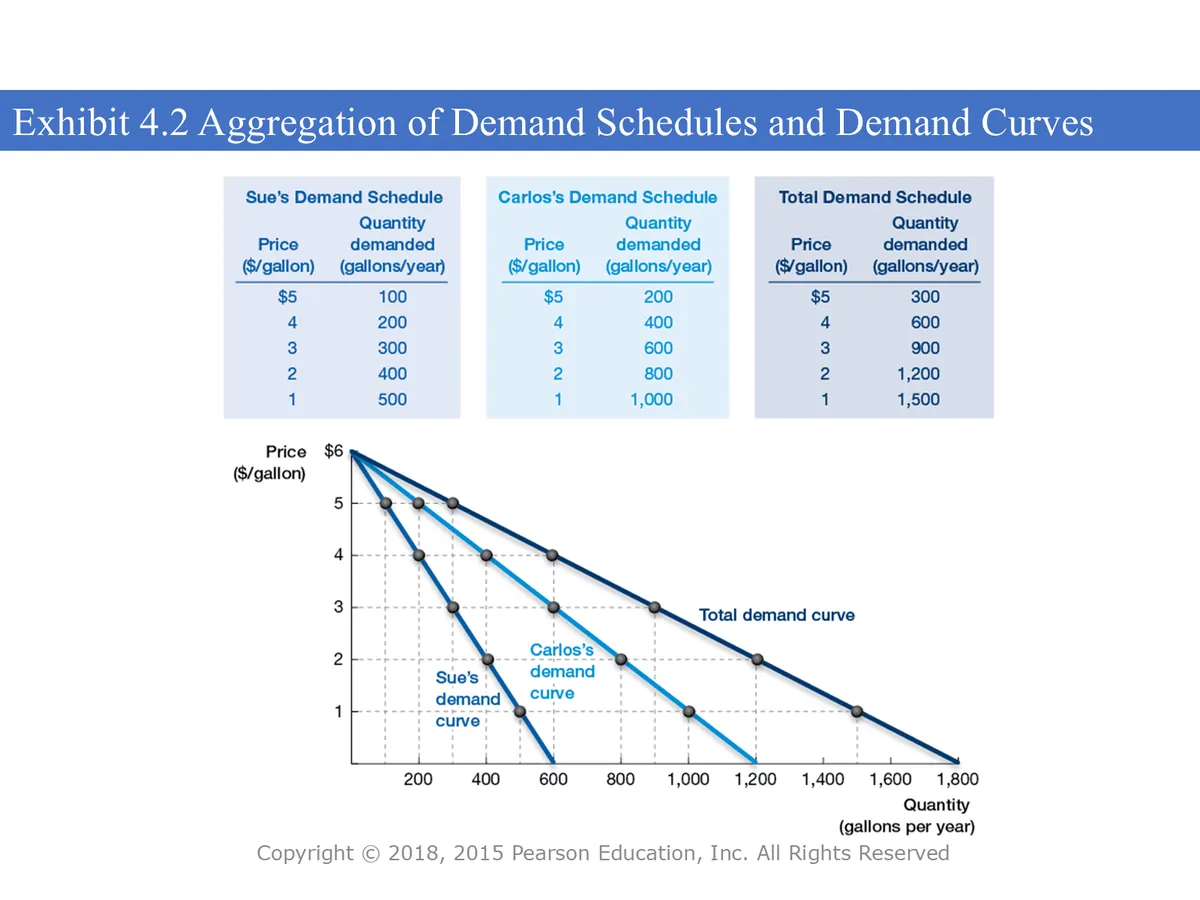 Exhibit 4.2 Aggregation of Demand Schedules and Demand Curves
Sue's Demand Schedule
Price
($/gallon)
Quantity
demanded
(gallons/year)
$5 100
4 200
3 300
2 400
1 500
Carlos's Demand Schedule
Price
($/gallon)
Quantity
demanded
(gallons/year)
$5 200
4 400
3 600
2 800
1 1,000
Total Demand Schedule
Price
($/gallon)
Quantity
demanded
(gallons/year)
$5 300
4 600
3 900
2 1,200
1 1,500
Price
($/gallon)
$6
5
4
3
2
1
Total demand curve
Carlos's
demand
curve
Sue's
demand
curve
200 400 600 800 1,000 1,200 1,400 1,600 1,800
Quantity
(gallons per year)
Copyright © 2018, 2015 Pearson Education, Inc. All Rights Reserved